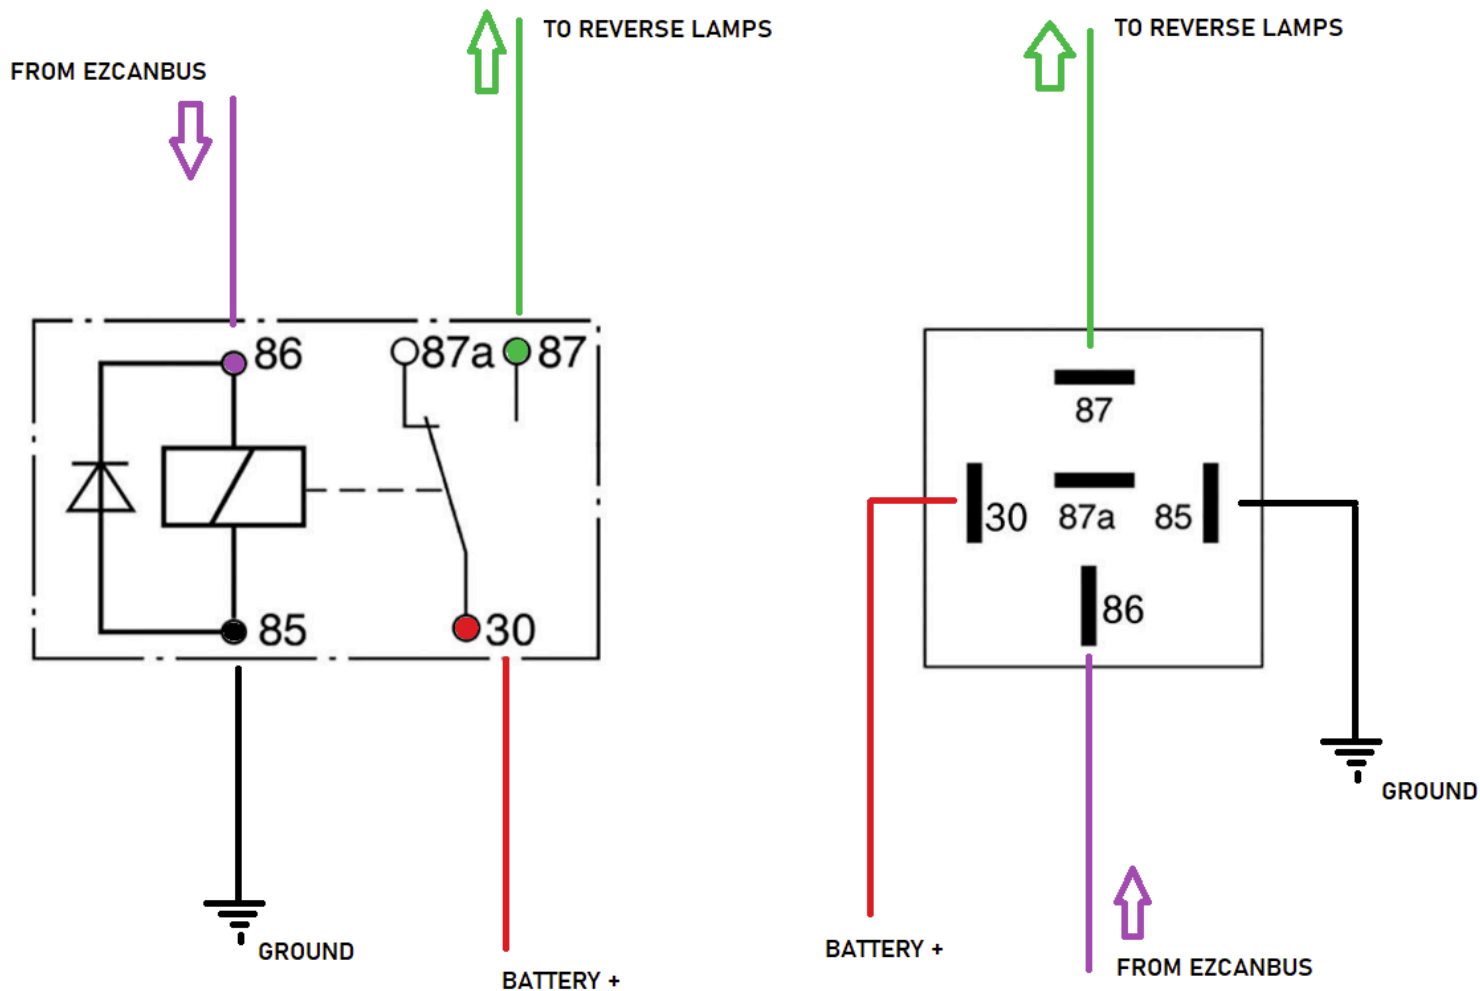 TO REVERSE LAMPS
FROM EZCANBUS
86
87a
87
85
30
GROUND
BATTERY +
TO REVERSE LAMPS
87
30
87a
85
86
GROUND
BATTERY +
FROM EZCANBUS